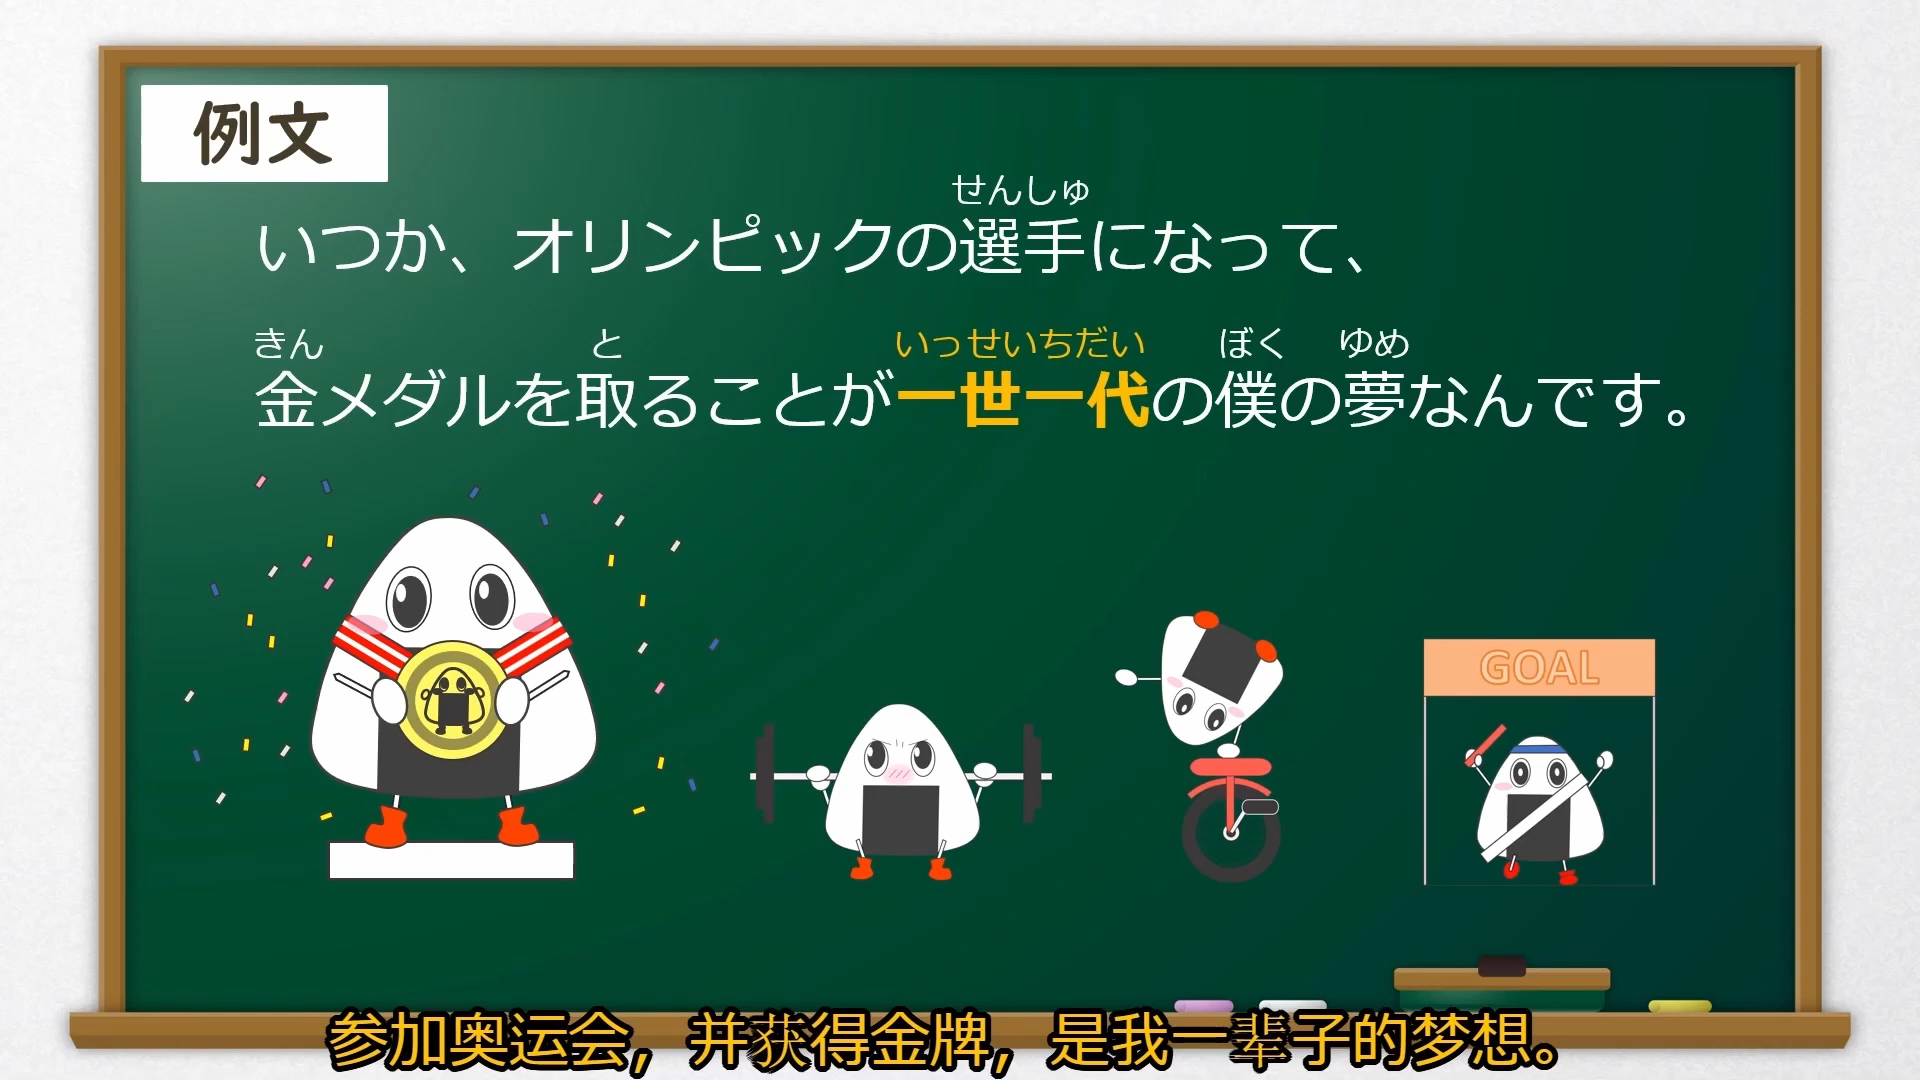 例文
せんしゅ
いつか、オリンピックの選手になって、
きん と いっせいちだい ぼく ゆめ
金メダルを取ることが一世一代の僕の夢なんです。
GOAL
参加奥运会，并获得金牌，是我一辈子的梦想。